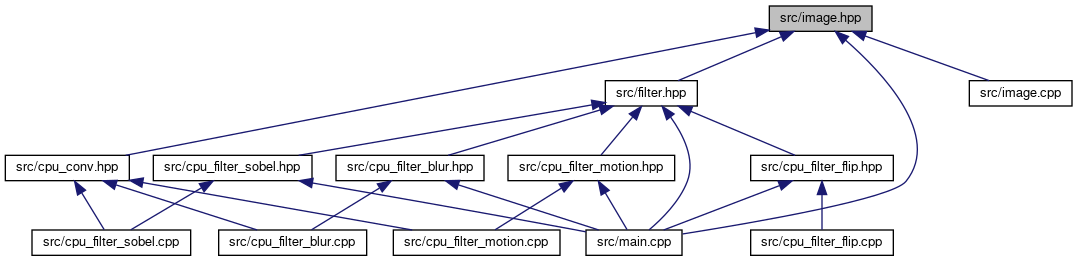 src/image.hpp
src/filter.hpp
src/image.cpp
src/cpu_conv.hpp
src/cpu_filter_sobel.hpp
src/cpu_filter_blur.hpp
src/cpu_filter_motion.hpp
src/cpu_filter_flip.hpp
src/cpu_filter_sobel.cpp
src/cpu_filter_blur.cpp
src/cpu_filter_motion.cpp
src/main.cpp
src/cpu_filter_flip.cpp